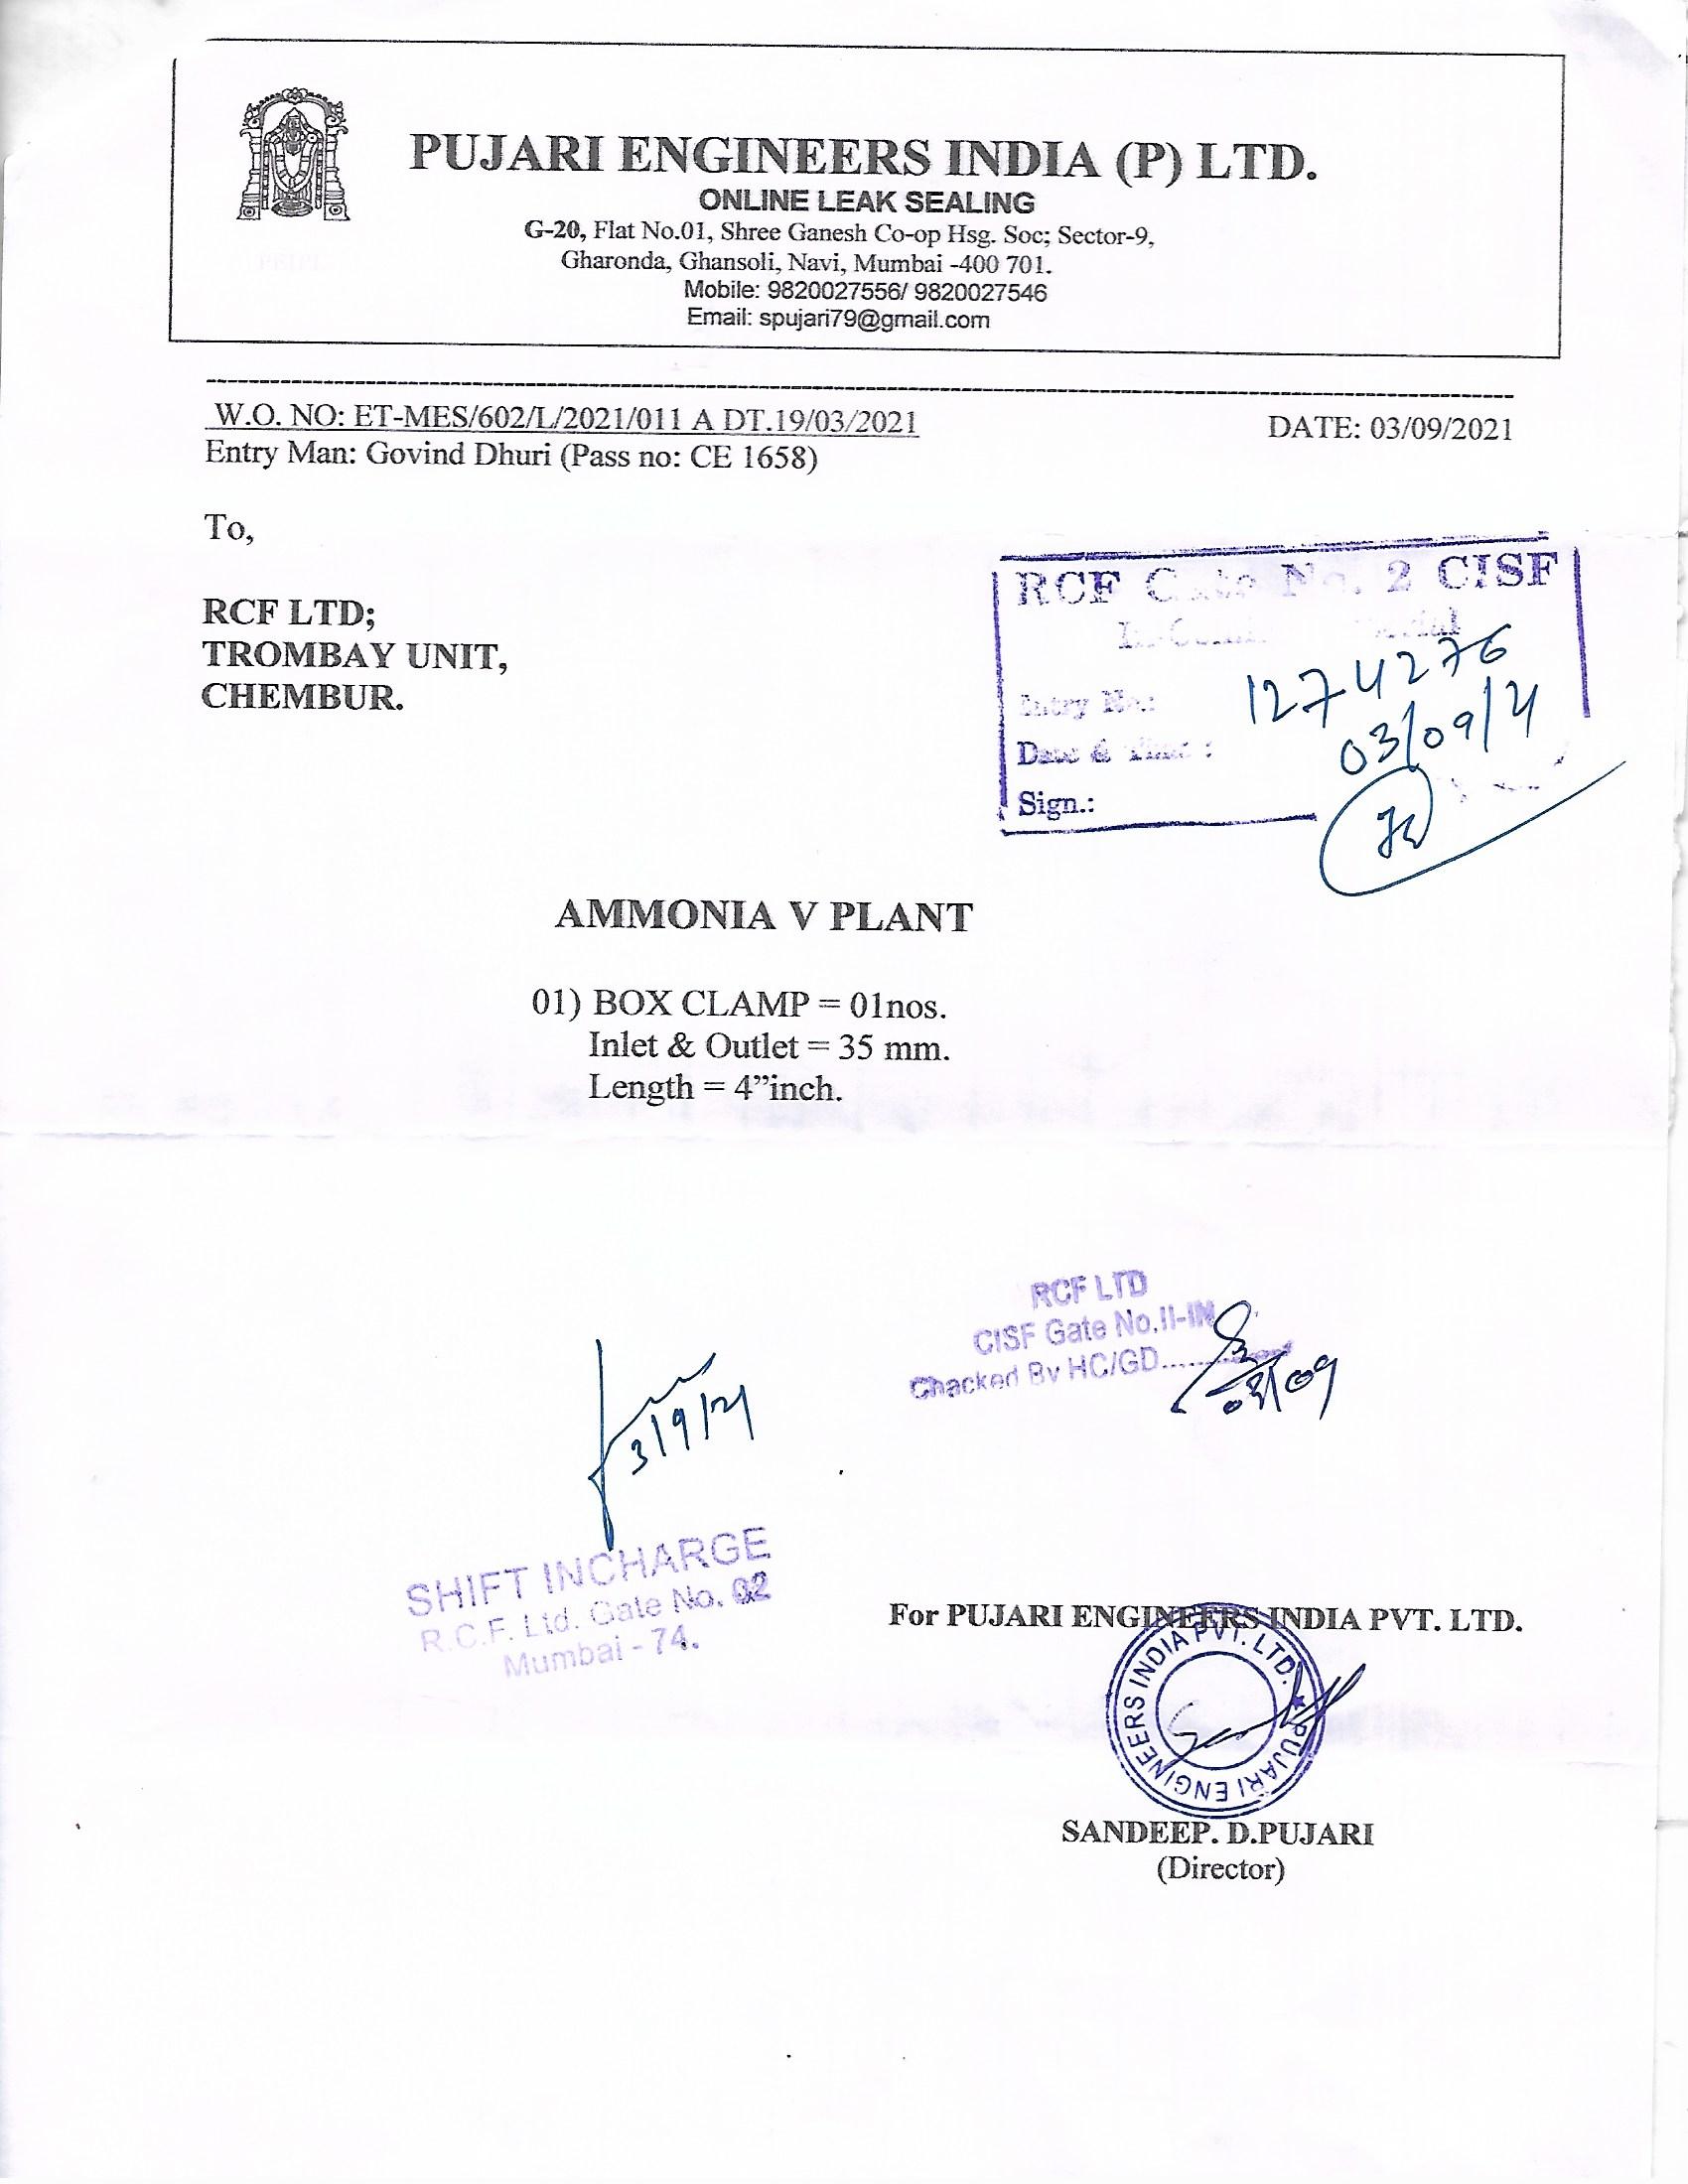 PUJARI ENGINEERS INDIA (P) LTD.
ONLINE LEAK SEALING
G-20, Flat No.01, Shree Ganesh Co-op Hsg. Soc; Sector-9,
Gharonda, Ghansoli, Navi, Mumbai -400 701.
Mobile: 9820027556/ 9820027546
Email: spujari79@gmail.com
W.O. NO: ET-MES/602/L/2021/011 A DT.19/03/2021
DATE: 03/09/2021
Entry Man: Govind Dhuri (Pass no: CE 1658)
To,
RCF LTD;
TROMBAY UNIT,
CHEMBUR.
RCF Gate No. 2 CISF
Entry No.: 1274276
Date & Time : 03/09/21
Sign.:
AMMONIA V PLANT
01) BOX CLAMP = 01nos.
Inlet & Outlet = 35 mm.
Length = 4”inch.
RCF LTD
CISF Gate No.II-IN
Chacked By HC/GD..........
03/09
3/9/21
SHIFT INCHARGE
R.C.F. Ltd. Gate No. 02
Mumbai - 74.
For PUJARI ENGINEERS INDIA PVT. LTD.
PUJARI ENGINEERS INDIA PVT. LTD. ★
SANDEEP. D.PUJARI
(Director)